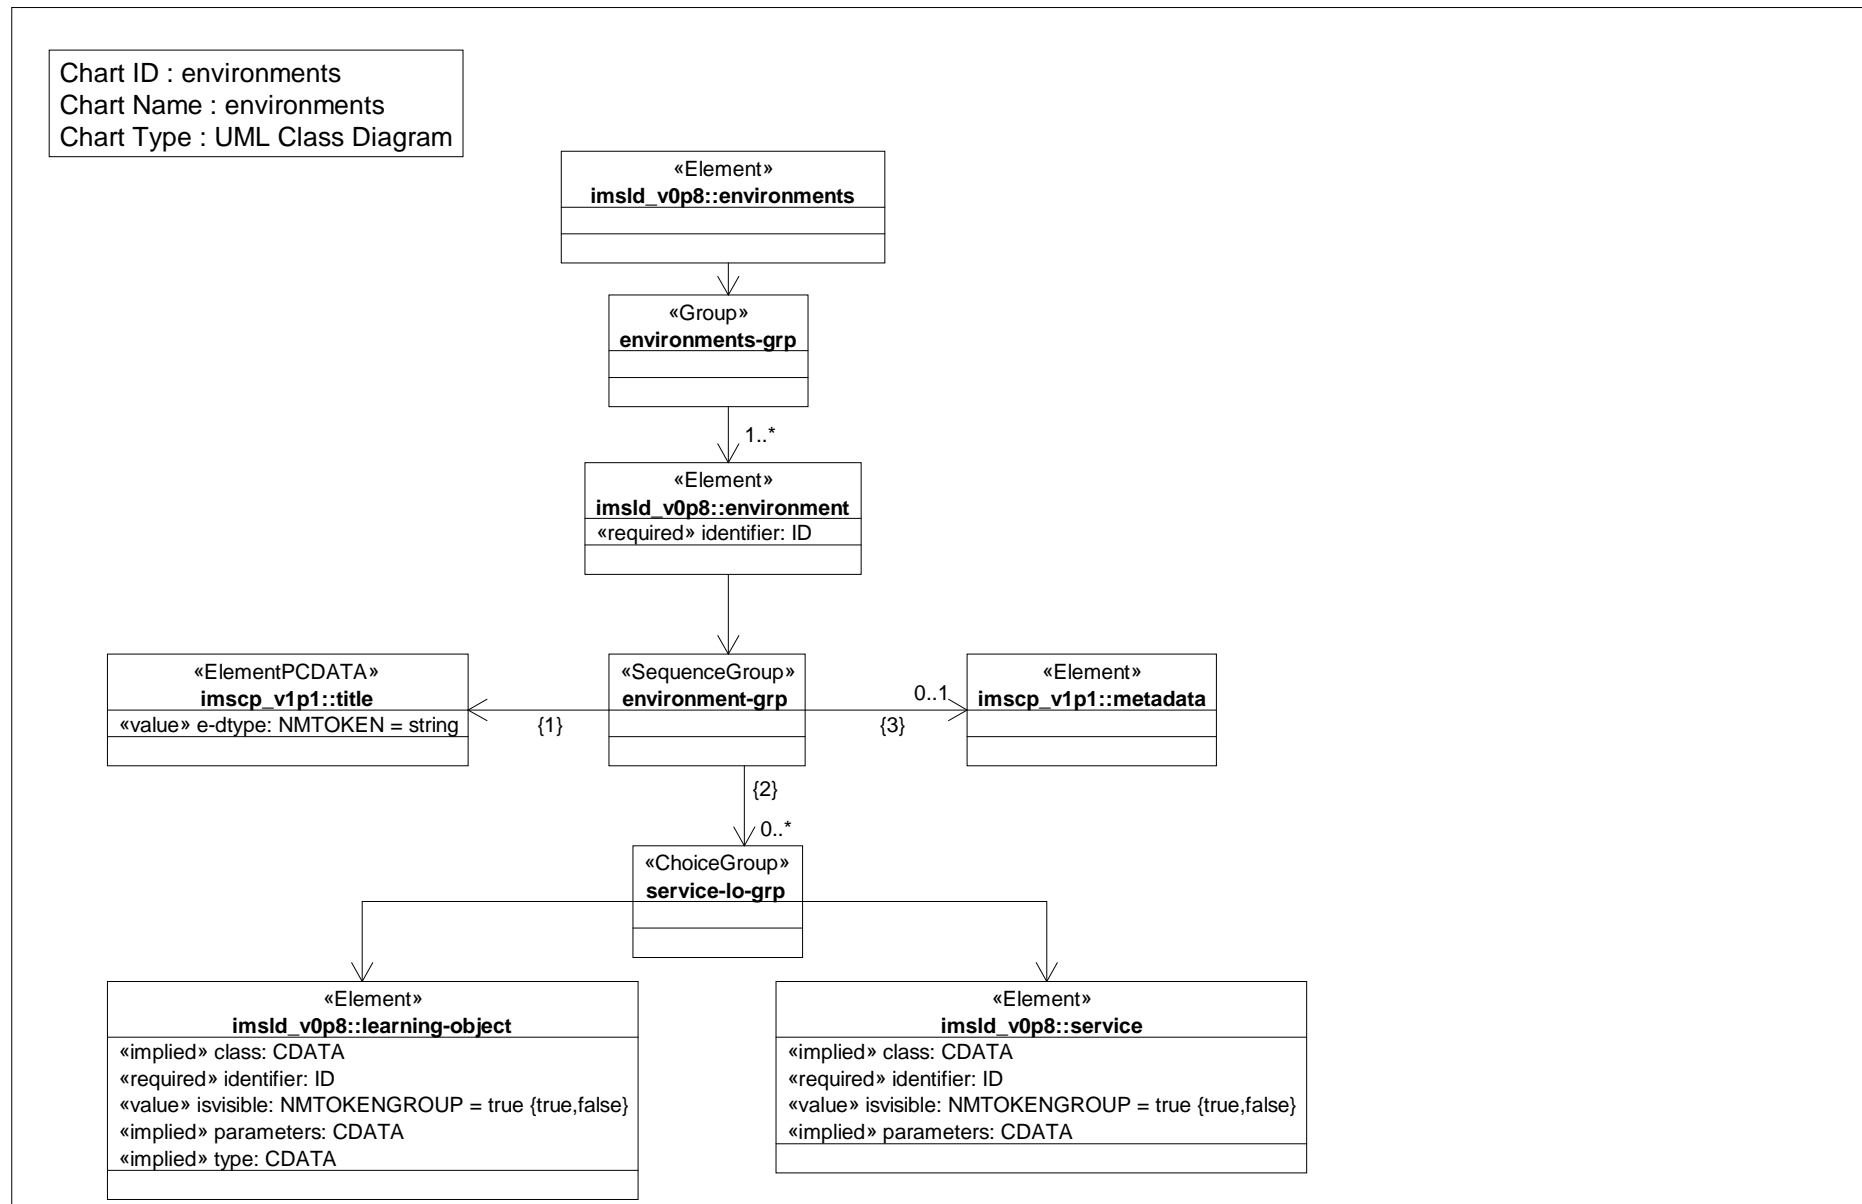 Chart ID : environments
Chart Name : environments
Chart Type : UML Class Diagram
«Element»
imsld_v0p8::environments
«Group»
environments-grp
1..*
«Element»
imsld_v0p8::environment
«required» identifier: ID
«ElementPCDATA»
imscp_v1p1::title
«value» e-dtype: NMTOKEN = string
{1}
«SequenceGroup»
environment-grp
0..1
{3}
«Element»
imscp_v1p1::metadata
{2}
0..*
«ChoiceGroup»
service-lo-grp
«Element»
imsld_v0p8::learning-object
«implied» class: CDATA
«required» identifier: ID
«value» isvisible: NMTOKENGROUP = true {true,false}
«implied» parameters: CDATA
«implied» type: CDATA
«Element»
imsld_v0p8::service
«implied» class: CDATA
«required» identifier: ID
«value» isvisible: NMTOKENGROUP = true {true,false}
«implied» parameters: CDATA